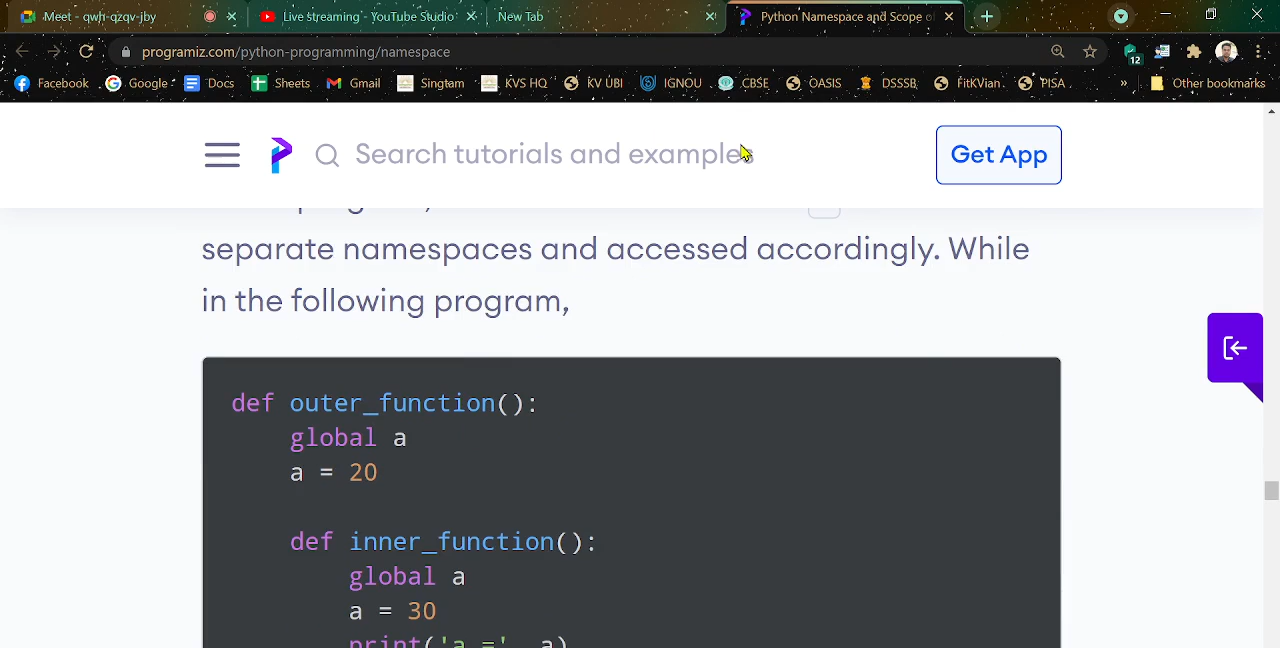 Meet - qwh-qzqv-jby
Live streaming - YouTube Studio
New Tab
Python Namespace and Scope of
programiz.com/python-programming/namespace
12
Facebook
Google
Docs
Sheets
Gmail
Singtam
KVS HQ
KV UBI
IGNOU
CBSE
OASIS
DSSSB
FitKVian
PISA
»
Other bookmarks
Search tutorials and examples
Get App
separate namespaces and accessed accordingly. While
in the following program,
def outer_function():
global a
a = 20
def inner_function():
global a
a = 30
print('a =', a)